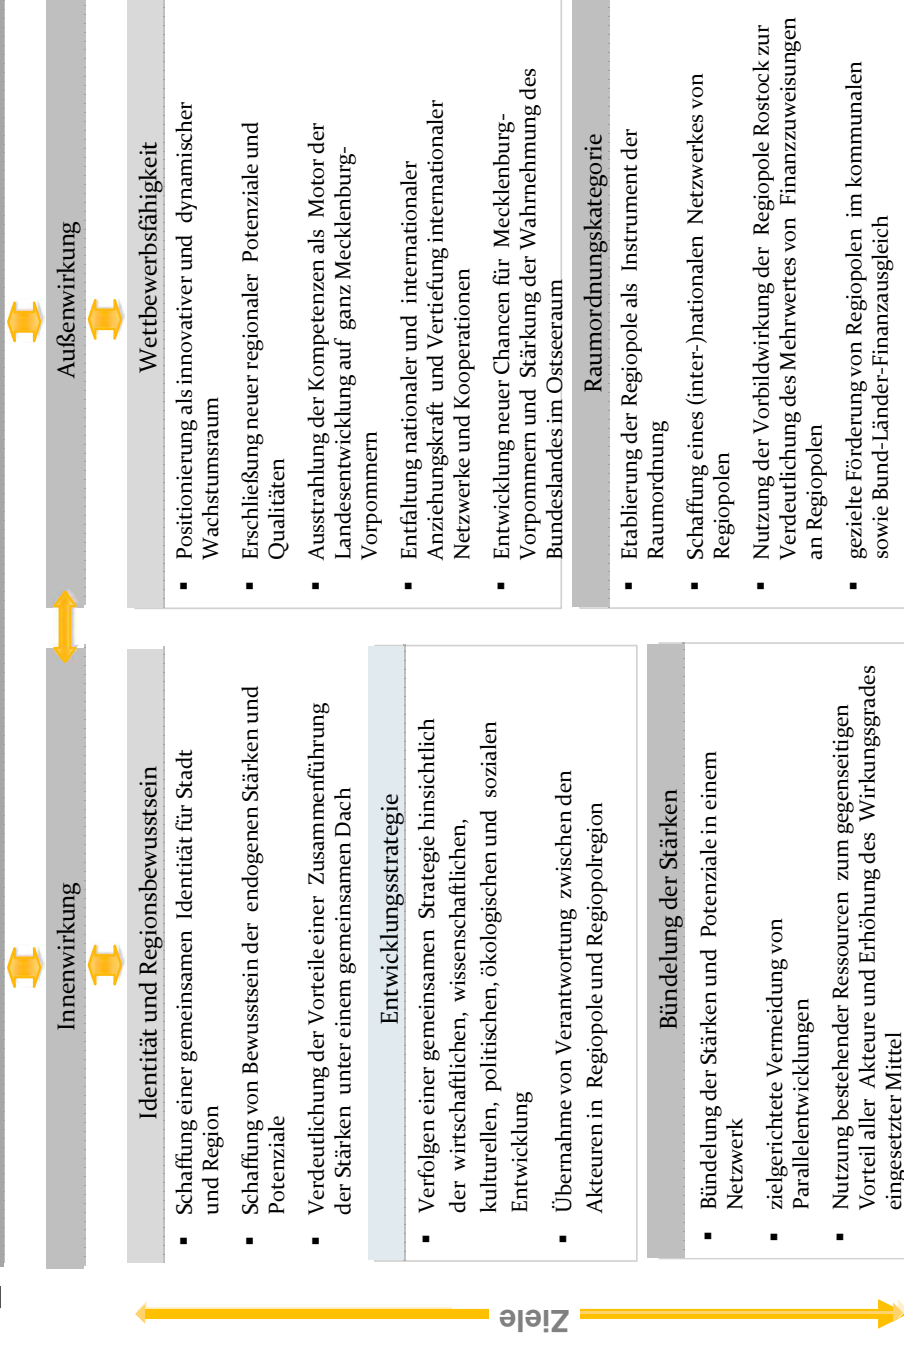 Innenwirkung
Außenwirkung
Ziele
Identität und Regionsbewusstsein
Schaffung einer gemeinsamen Identität für Stadt
und Region
Schaffung von Bewusstsein der endogenen Stärken und
Potenziale
Verdeutlichung der Vorteile einer Zusammenführung
der Stärken unter einem gemeinsamen Dach
Entwicklungsstrategie
Verfolgen einer gemeinsamen Strategie hinsichtlich
der wirtschaftlichen, wissenschaftlichen,
kulturellen, politischen, ökologischen und sozialen
Entwicklung
Übernahme von Verantwortung zwischen den
Akteuren in Regiopole und Regiopolregion
Bündelung der Stärken
Bündelung der Stärken und Potenziale in einem
Netzwerk
zielgerichtete Vermeidung von
Parallelentwicklungen
Nutzung bestehender Ressourcen zum gegenseitigen
Vorteil aller Akteure und Erhöhung des Wirkungsgrades
eingesetzter Mittel
Wettbewerbsfähigkeit
Positionierung als innovativer und dynamischer
Wachstumsraum
Erschließung neuer regionaler Potenziale und
Qualitäten
Ausstrahlung der Kompetenzen als Motor der
Landesentwicklung auf ganz Mecklenburg-
Vorpommern
Entfaltung nationaler und internationaler
Anziehungskraft und Vertiefung internationaler
Netzwerke und Kooperationen
Entwicklung neuer Chancen für Mecklenburg-
Vorpommern und Stärkung der Wahrnehmung des
Bundeslandes im Ostseeraum
Raumordnungskategorie
Etablierung der Regiopole als Instrument der
Raumordnung
Schaffung eines (inter-)nationalen Netzwerkes von
Regiopolen
Nutzung der Vorbildwirkung der Regiopole Rostock zur
Verdeutlichung des Mehrwertes von Finanzzuweisungen
an Regiopolen
gezielte Förderung von Regiopolen im kommunalen
sowie Bund-Länder-Finanzausgleich